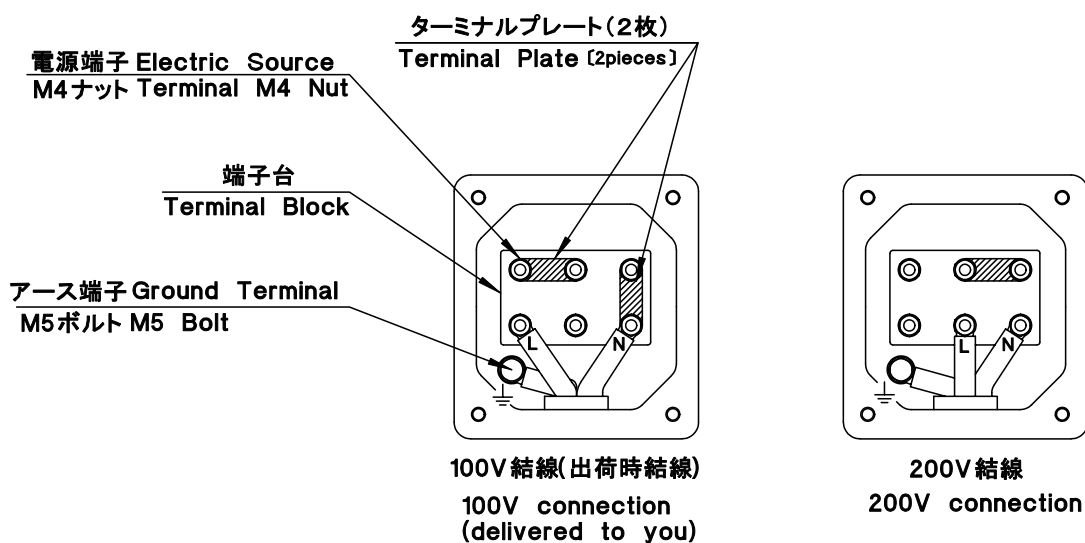 ターミナルプレート(2枚)
Terminal Plate [2pieces]
電源端子 Electric Source
M4ナット Terminal M4 Nut
端子台
Terminal Block
アース端子 Ground Terminal
M5ボルト M5 Bolt
L
N
L
N
100V結線(出荷時結線)
100V connection
(delivered to you)
200V結線
200V connection